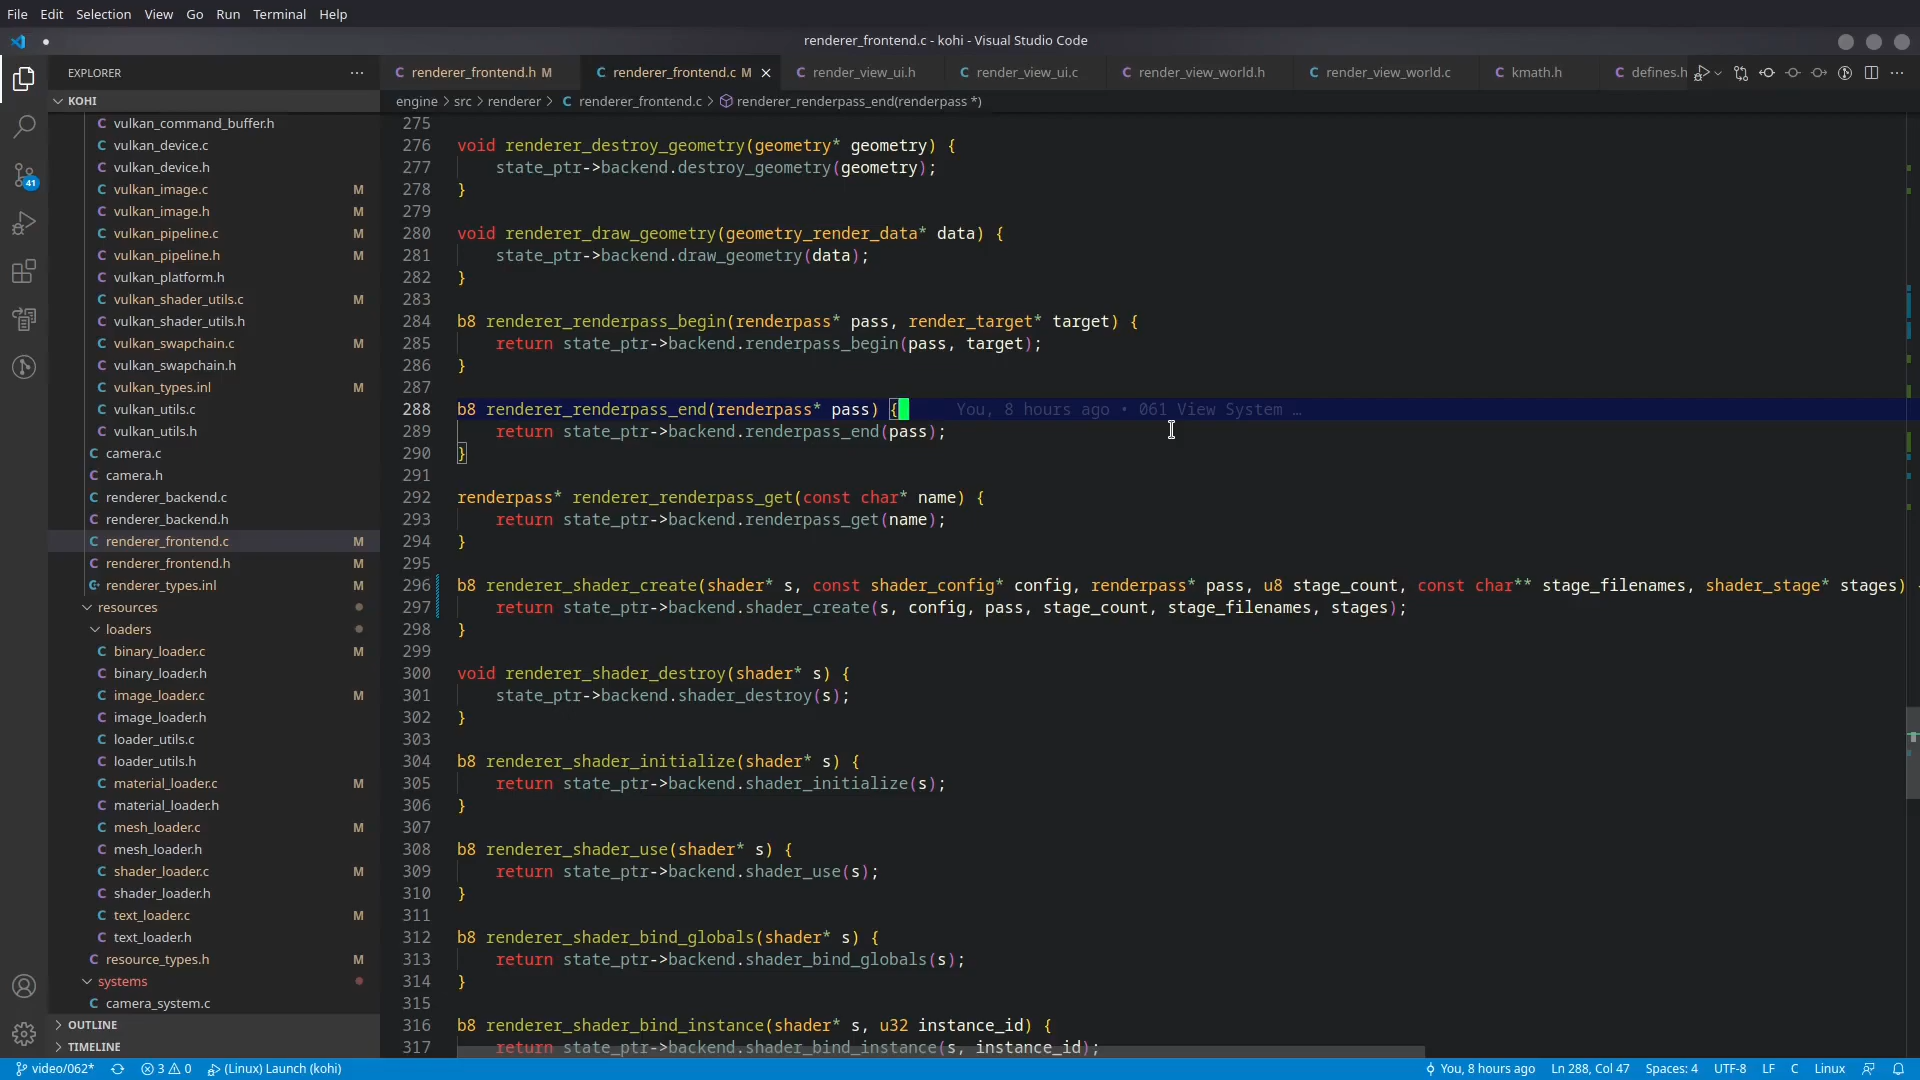 File Edit Selection View Go Run Terminal Help
renderer_frontend.c - kohi - Visual Studio Code
EXPLORER
renderer_frontend.h M
renderer_frontend.c M
render_view_ui.h
render_view_ui.c
render_view_world.h
render_view_world.c
kmath.h
defines.h
KOHI
engine > src > renderer > C renderer_frontend.c > renderer_renderpass_end(renderpass *)
C vulkan_command_buffer.h
C vulkan_device.c
C vulkan_device.h
C vulkan_image.c M
C vulkan_image.h M
C vulkan_pipeline.c M
C vulkan_pipeline.h M
C vulkan_platform.h
C vulkan_shader_utils.c M
C vulkan_shader_utils.h
C vulkan_swapchain.c M
C vulkan_swapchain.h
C vulkan_types.inl M
C vulkan_utils.c
C vulkan_utils.h
C camera.c
C camera.h
C renderer_backend.c
C renderer_backend.h
C renderer_frontend.c M
C renderer_frontend.h M
C renderer_types.inl M
resources
loaders
C binary_loader.c M
C binary_loader.h
C image_loader.c M
C image_loader.h
C loader_utils.c
C loader_utils.h
C material_loader.c M
C material_loader.h
C mesh_loader.c M
C mesh_loader.h
C shader_loader.c M
C shader_loader.h
C text_loader.c M
C text_loader.h
C resource_types.h M
systems
C camera_system.c
OUTLINE
TIMELINE
41
275
276 void renderer_destroy_geometry(geometry* geometry) {
277 state_ptr->backend.destroy_geometry(geometry);
278 }
279
280 void renderer_draw_geometry(geometry_render_data* data) {
281 state_ptr->backend.draw_geometry(data);
282 }
283
284 b8 renderer_renderpass_begin(renderpass* pass, render_target* target) {
285 return state_ptr->backend.renderpass_begin(pass, target);
286 }
287
288 b8 renderer_renderpass_end(renderpass* pass) { You, 8 hours ago • 061 View System …
289 return state_ptr->backend.renderpass_end(pass);
290 }
291
292 renderpass* renderer_renderpass_get(const char* name) {
293 return state_ptr->backend.renderpass_get(name);
294 }
295
296 b8 renderer_shader_create(shader* s, const shader_config* config, renderpass* pass, u8 stage_count, const char** stage_filenames, shader_stage* stages)
297 return state_ptr->backend.shader_create(s, config, pass, stage_count, stage_filenames, stages);
298 }
299
300 void renderer_shader_destroy(shader* s) {
301 state_ptr->backend.shader_destroy(s);
302 }
303
304 b8 renderer_shader_initialize(shader* s) {
305 return state_ptr->backend.shader_initialize(s);
306 }
307
308 b8 renderer_shader_use(shader* s) {
309 return state_ptr->backend.shader_use(s);
310 }
311
312 b8 renderer_shader_bind_globals(shader* s) {
313 return state_ptr->backend.shader_bind_globals(s);
314 }
315
316 b8 renderer_shader_bind_instance(shader* s, u32 instance_id) {
317 return state_ptr->backend.shader_bind_instance(s, instance_id);
video/062* 3 0 (Linux) Launch (kohi) You, 8 hours ago Ln 288, Col 47 Spaces: 4 UTF-8 LF C Linux